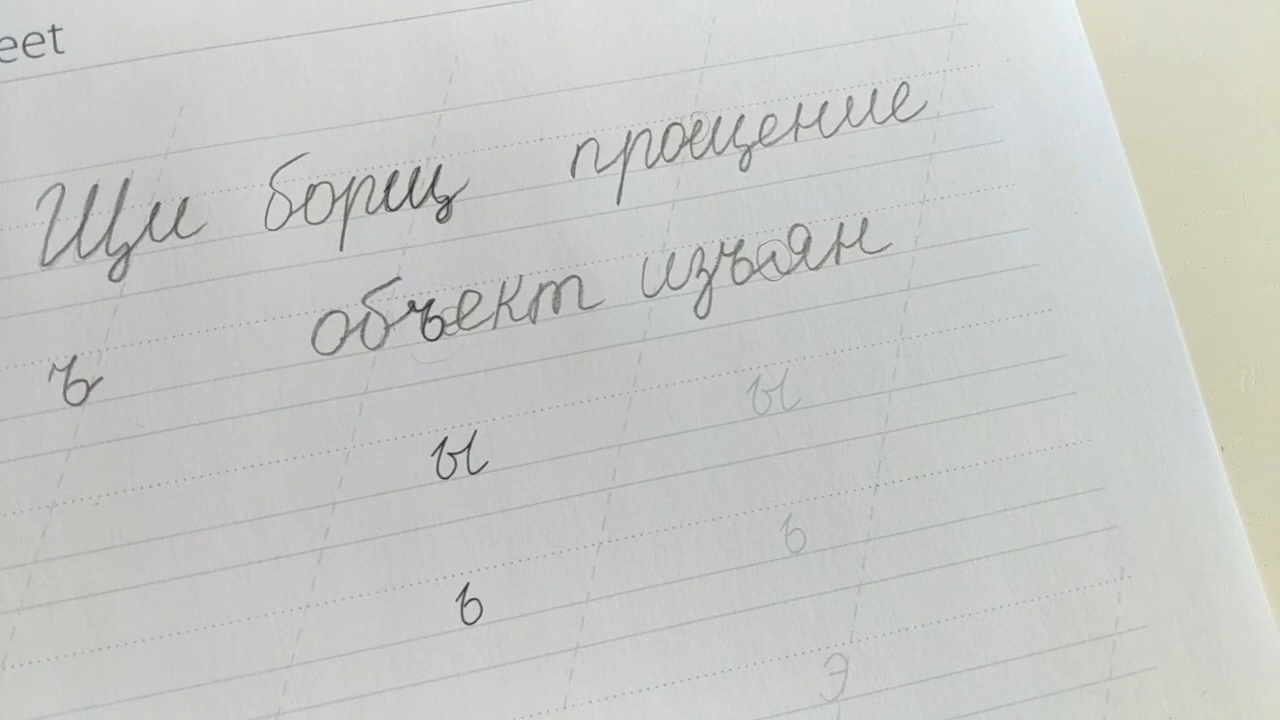 eet
Щи борщ прощение
ъ объект изъян
ы ы
ь ь
э